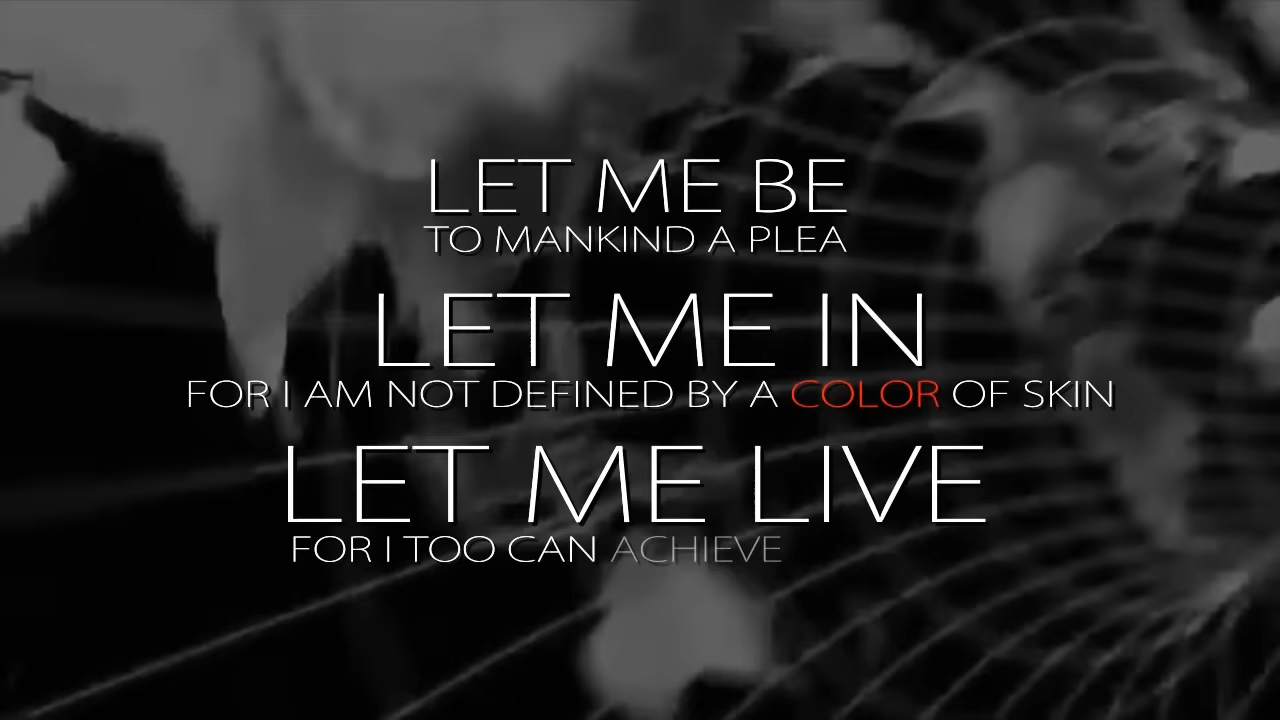 LET ME BE
TO MANKIND A PLEA
LET ME IN
FOR I AM NOT DEFINED BY A COLOR OF SKIN
LET ME LIVE
FOR I TOO CAN ACHIEVE